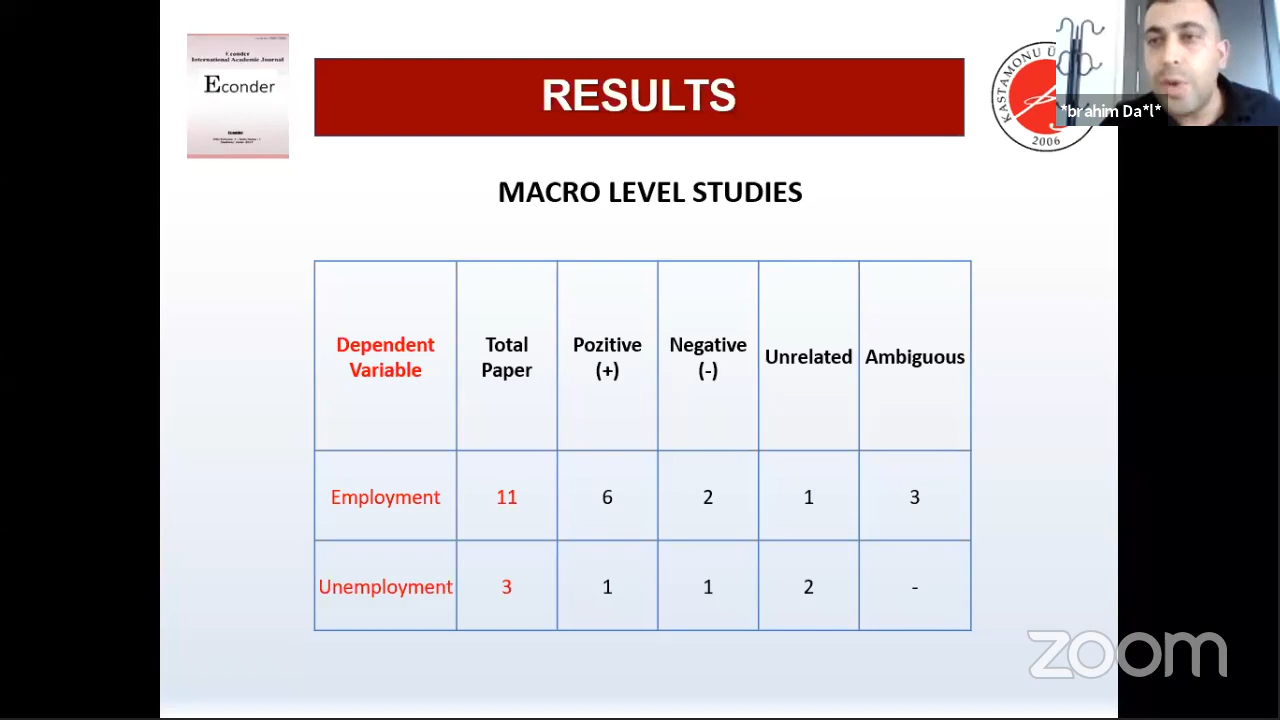 Econder
International Academic Journal
Econder
RESULTS
KASTAMONU Ü
2006
*brahim Da*l*
MACRO LEVEL STUDIES
Dependent Variable
Total Paper
Pozitive (+)
Negative (-)
Unrelated
Ambiguous
Employment
11
6
2
1
3
Unemployment
3
1
1
2
-
zoom